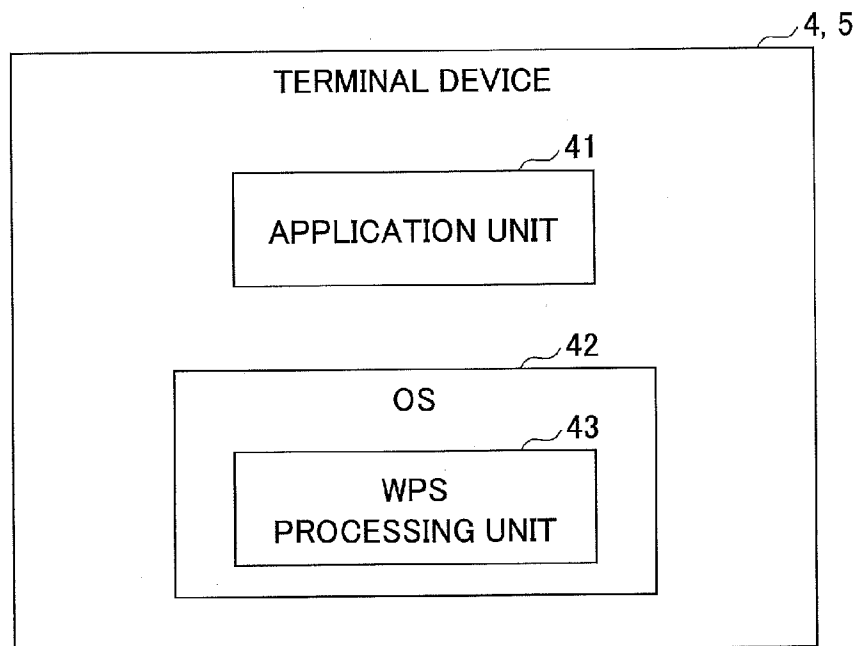 4, 5
TERMINAL DEVICE
41
APPLICATION UNIT
42
OS
43
WPS
PROCESSING UNIT